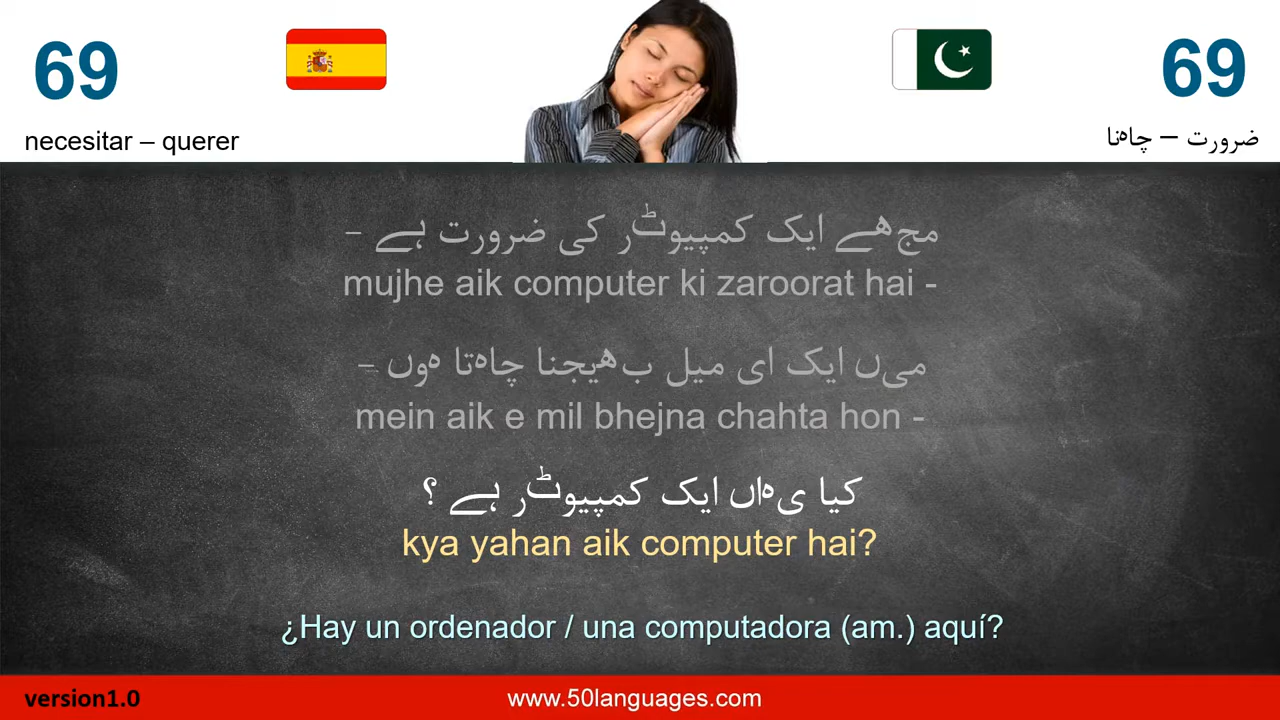 69
69
necesitar – querer
ضرورت – چاہنا
مجھے ایک کمپیوٹر کی ضرورت ہے –
mujhe aik computer ki zaroorat hai -
میں ایک ای میل بھیجنا چاہتا ہوں –
mein aik e mil bhejna chahta hon -
کیا یہاں ایک کمپیوٹر ہے ؟
kya yahan aik computer hai?
¿Hay un ordenador / una computadora (am.) aquí?
version1.0
www.50languages.com